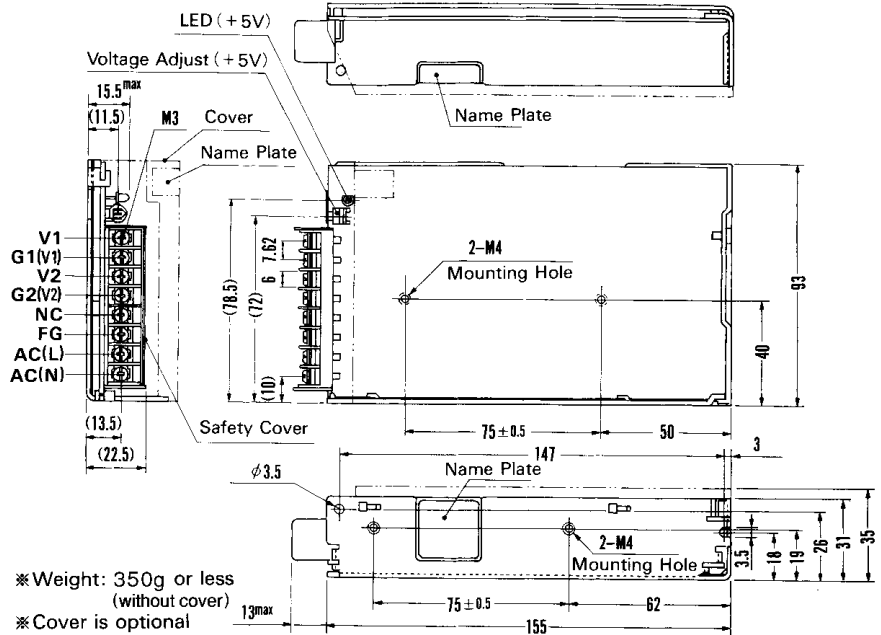 LED (+5V)
Voltage Adjust (+5V)
Name Plate
15.5max
(11.5)
M3
Cover
Name Plate
V1
G1(V1)
V2
G2(V2)
NC
FG
AC(L)
AC(N)
(13.5)
(22.5)
Safety Cover
(78.5)
(72)
7.62
6
(10)
2-M4
Mounting Hole
93
40
75±0.5
50
147
3
φ3.5
Name Plate
2-M4
Mounting Hole
3.5
18
19
26
31
35
75±0.5
62
13max
155
※Weight: 350g or less
(without cover)
※Cover is optional